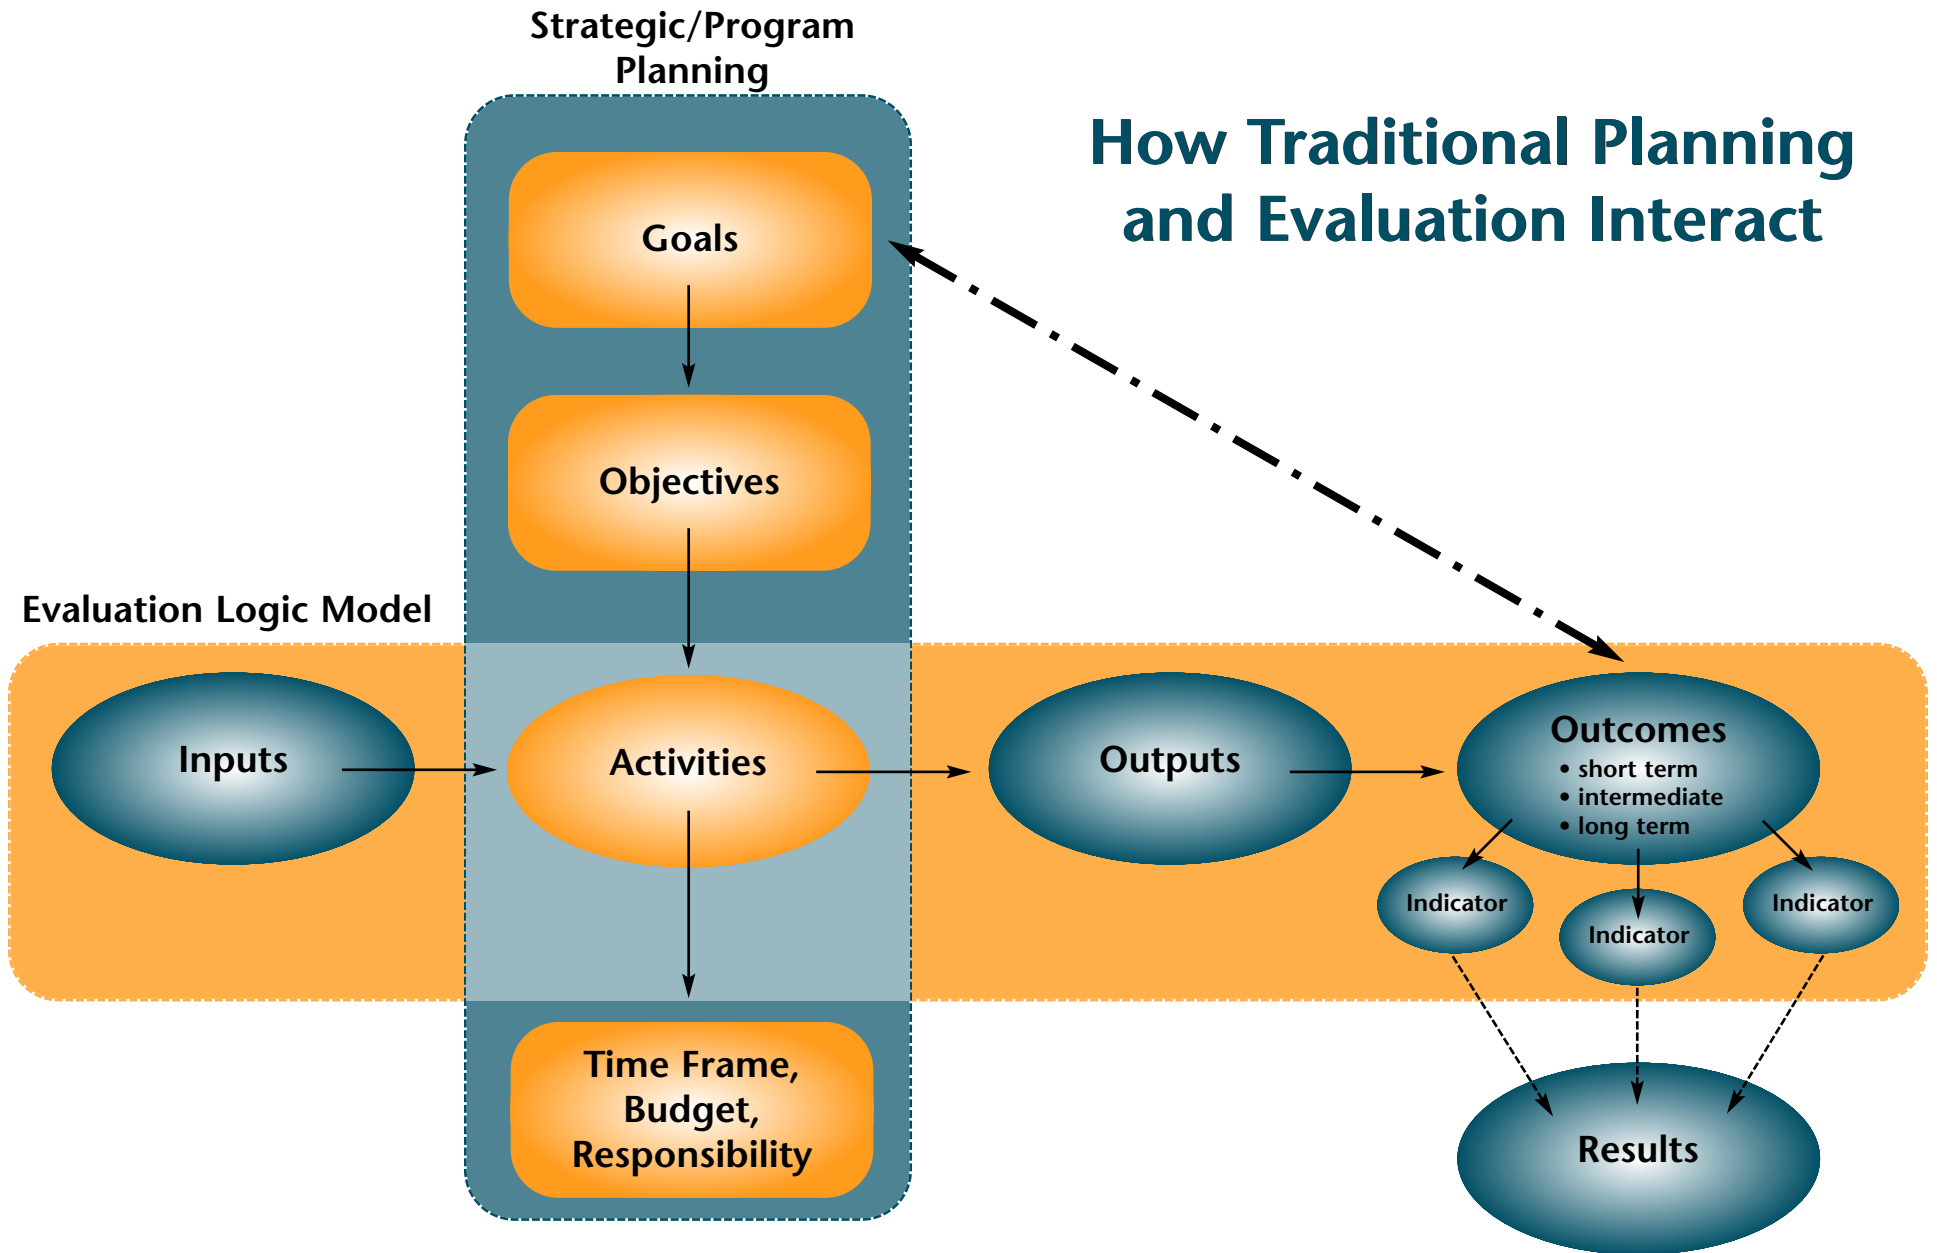 Strategic/Program
Planning
How Traditional Planning
and Evaluation Interact
Goals
Objectives
Evaluation Logic Model
Inputs
Activities
Outputs
Outcomes
• short term
• intermediate
• long term
Indicator
Indicator
Indicator
Time Frame,
Budget,
Responsibility
Results